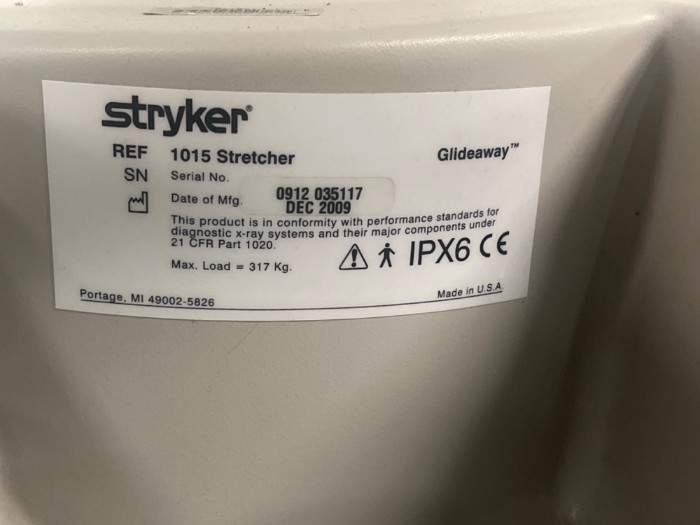 stryker®
REF 1015 Stretcher Glideaway™
SN Serial No. 0912 035117
Date of Mfg. DEC 2009
This product is in conformity with performance standards for
diagnostic x-ray systems and their major components under
21 CFR Part 1020.
IPX6 CE
Max. Load = 317 Kg.
Portage, MI 49002-5826 Made in U.S.A.